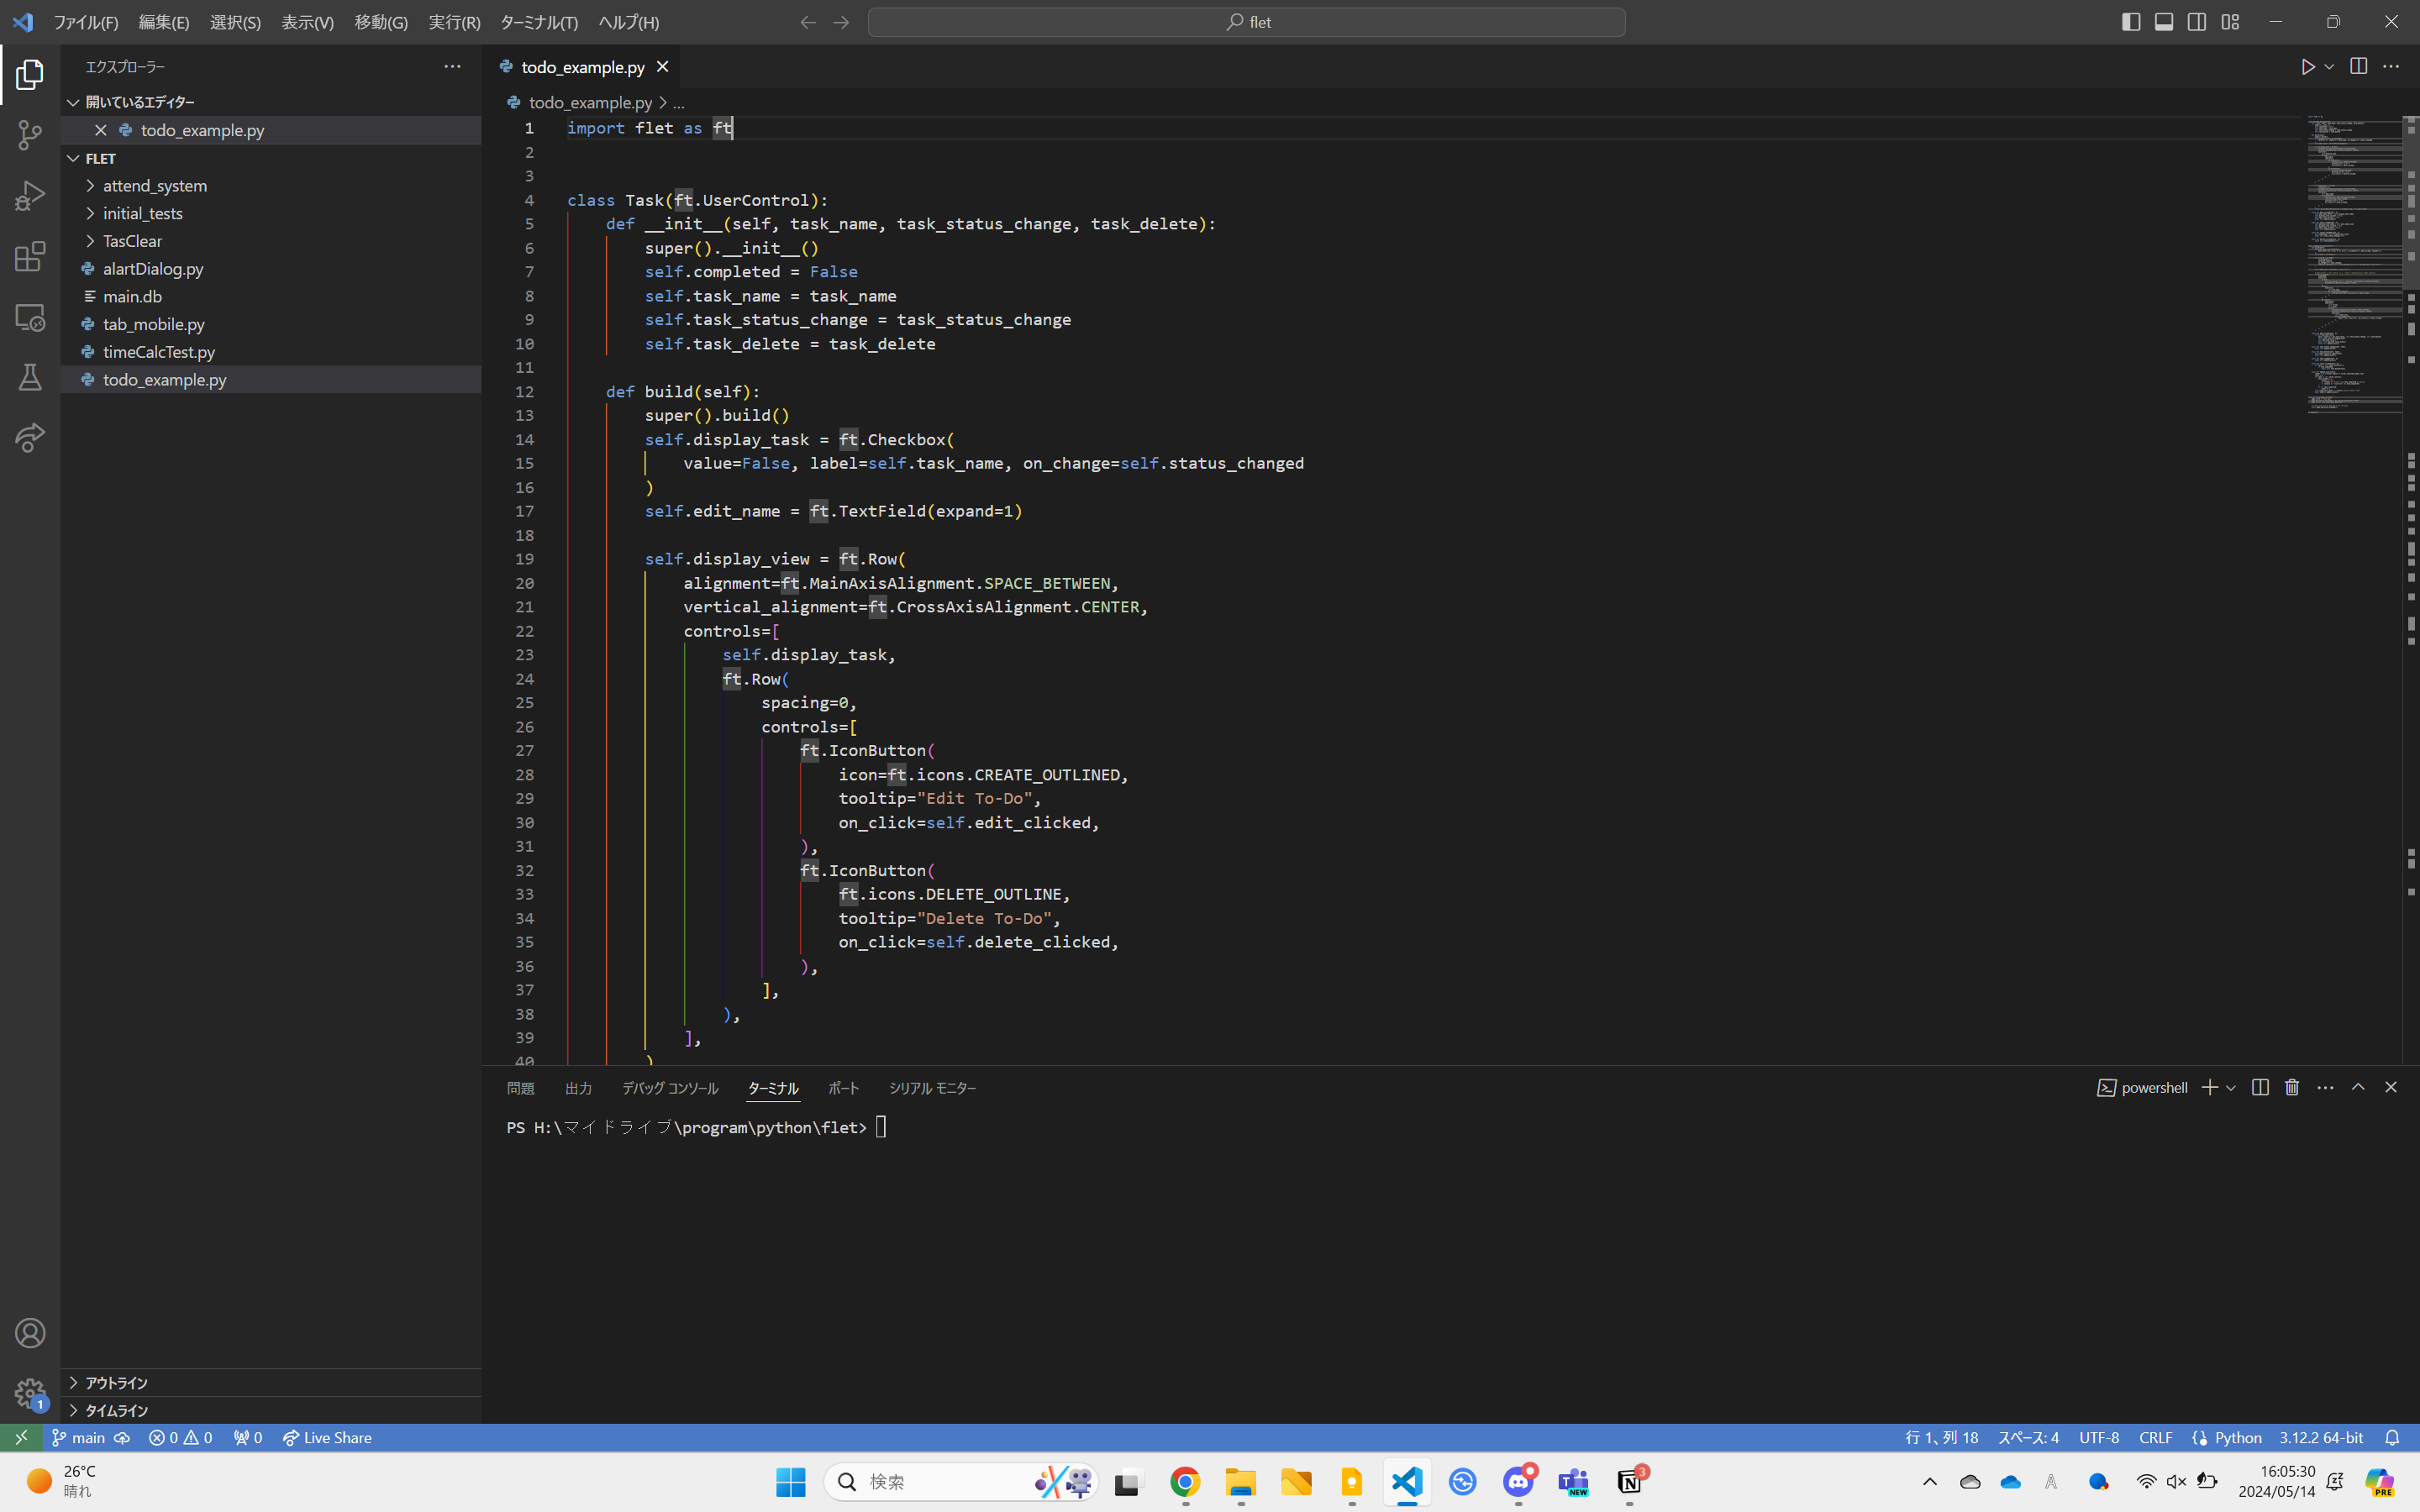 ファイル(F) 編集(E) 選択(S) 表示(V) 移動(G) 実行(R) ターミナル(T) ヘルプ(H)
flet
エクスプローラー
開いているエディター
todo_example.py
FLET
attend_system
initial_tests
TasClear
alartDialog.py
main.db
tab_mobile.py
timeCalcTest.py
todo_example.py
アウトライン
タイムライン
todo_example.py
todo_example.py > ...
1 import flet as ft
2
3
4 class Task(ft.UserControl):
5     def __init__(self, task_name, task_status_change, task_delete):
6         super().__init__()
7         self.completed = False
8         self.task_name = task_name
9         self.task_status_change = task_status_change
10         self.task_delete = task_delete
11
12     def build(self):
13         super().build()
14         self.display_task = ft.Checkbox(
15             value=False, label=self.task_name, on_change=self.status_changed
16         )
17         self.edit_name = ft.TextField(expand=1)
18
19         self.display_view = ft.Row(
20             alignment=ft.MainAxisAlignment.SPACE_BETWEEN,
21             vertical_alignment=ft.CrossAxisAlignment.CENTER,
22             controls=[
23                 self.display_task,
24                 ft.Row(
25                     spacing=0,
26                     controls=[
27                         ft.IconButton(
28                             icon=ft.icons.CREATE_OUTLINED,
29                             tooltip="Edit To-Do",
30                             on_click=self.edit_clicked,
31                         ),
32                         ft.IconButton(
33                             ft.icons.DELETE_OUTLINE,
34                             tooltip="Delete To-Do",
35                             on_click=self.delete_clicked,
36                         ),
37                     ],
38                 ),
39             ],
40         )
問題 出力 デバッグ コンソール ターミナル ポート シリアル モニター
powershell
PS H:\マイドライブ\program\python\flet>
1
main 0 0 0 Live Share
行 1、列 18 スペース: 4 UTF-8 CRLF Python 3.12.2 64-bit
26°C
晴れ
検索
NEW
3
A
16:05:30
2024/05/14
PRE